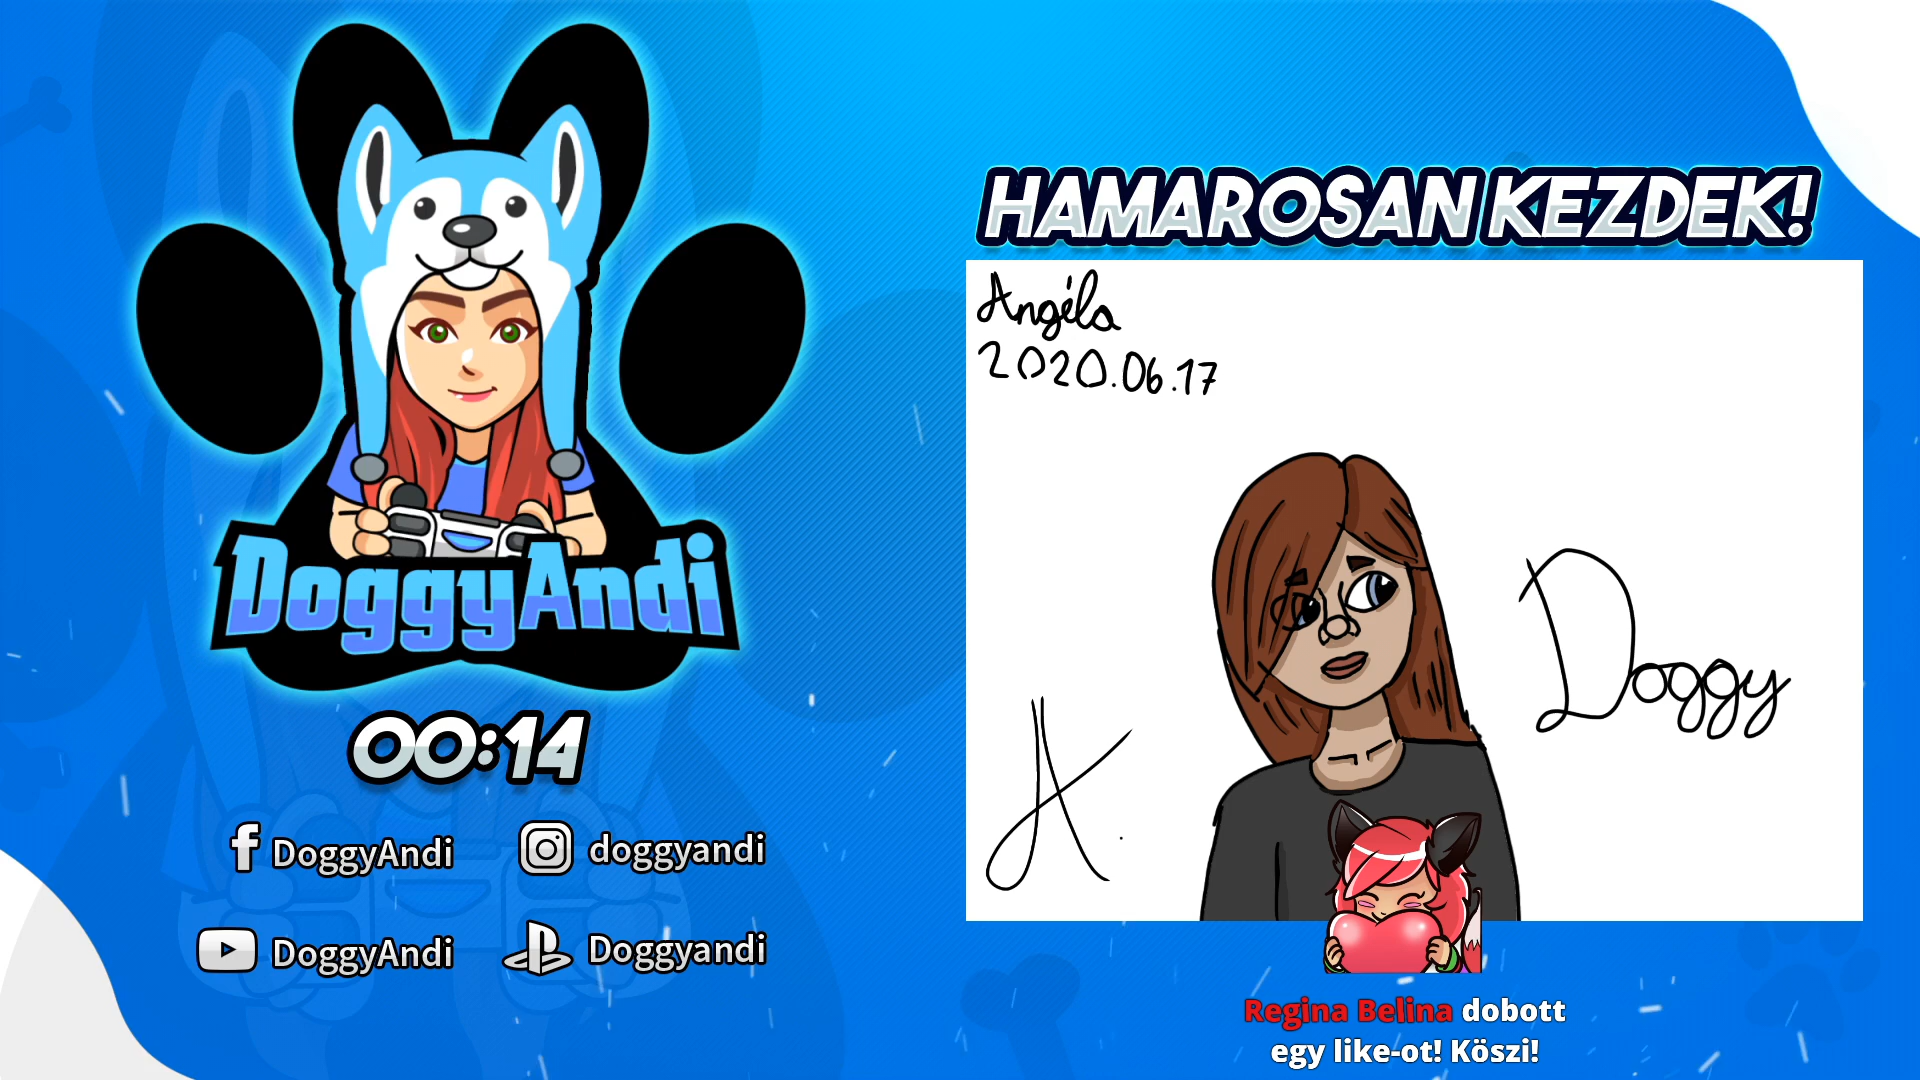 DoggyAndi
00:14
DoggyAndi
doggyandi
DoggyAndi
Doggyandi
HAMAROSAN KEZDEK!
Angéla
2020.06.17
A.
Doggy
Regina Belina dobott
egy like-ot! Köszi!